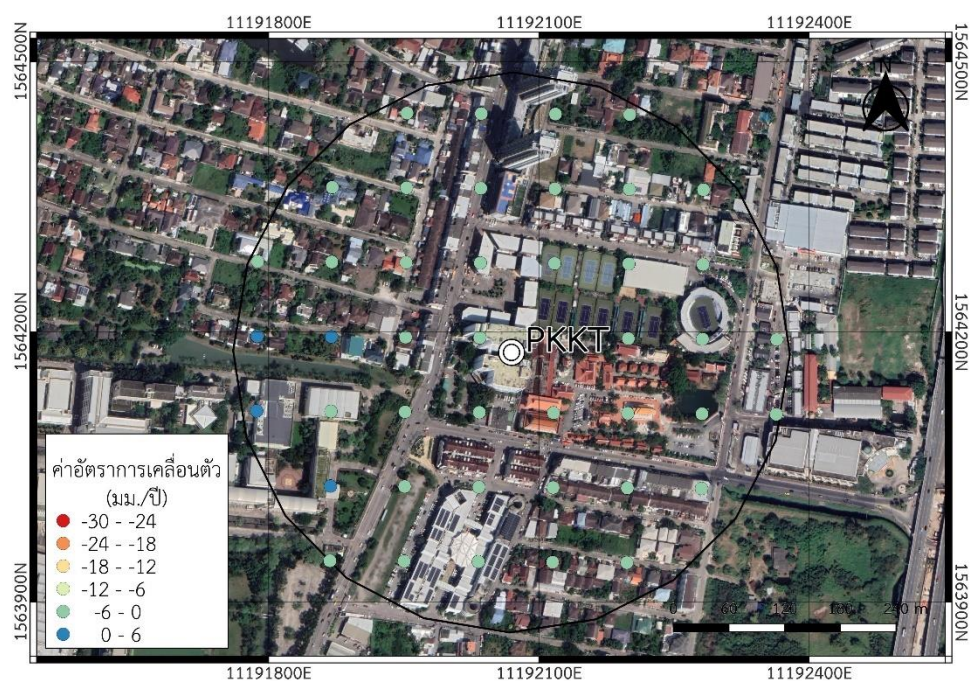 11191800E
11192100E
11192400E
1564500N
1564500N
N
1564200N
1564200N
PKKT
ค่าอัตราการเคลื่อนตัว
(มม./ปี)
-30 - -24
-24 - -18
-18 - -12
-12 - -6
-6 - 0
0 - 6
1563900N
1563900N
0 60 120 180 240 m
11191800E
11192100E
11192400E